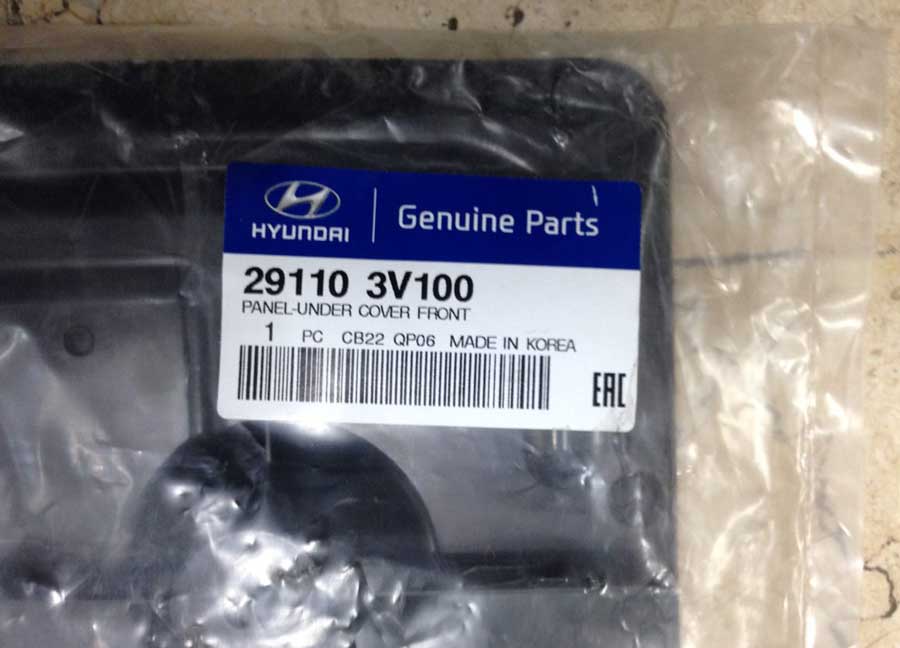 HYUNDAI
Genuine Parts
29110 3V100
PANEL-UNDER COVER FRONT
1 PC CB22 QP06 MADE IN KOREA
EAC